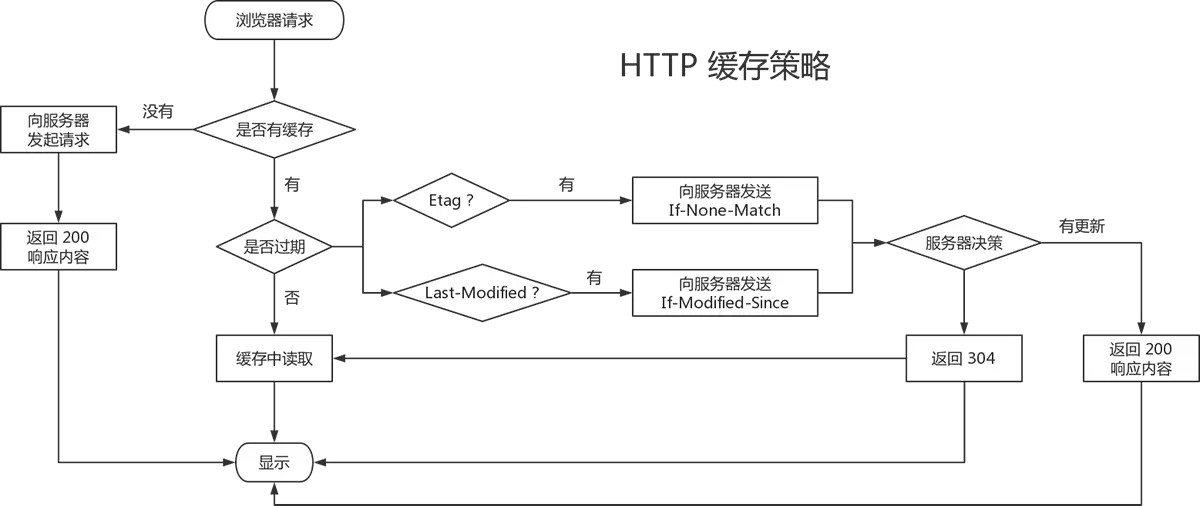 浏览器请求
HTTP 缓存策略
没有
向服务器
发起请求
是否有缓存
有
Etag ?
有
向服务器发送
If-None-Match
返回 200
响应内容
是否过期
服务器决策
有更新
Last-Modified ?
有
向服务器发送
If-Modified-Since
否
缓存中读取
返回 304
返回 200
响应内容
显示